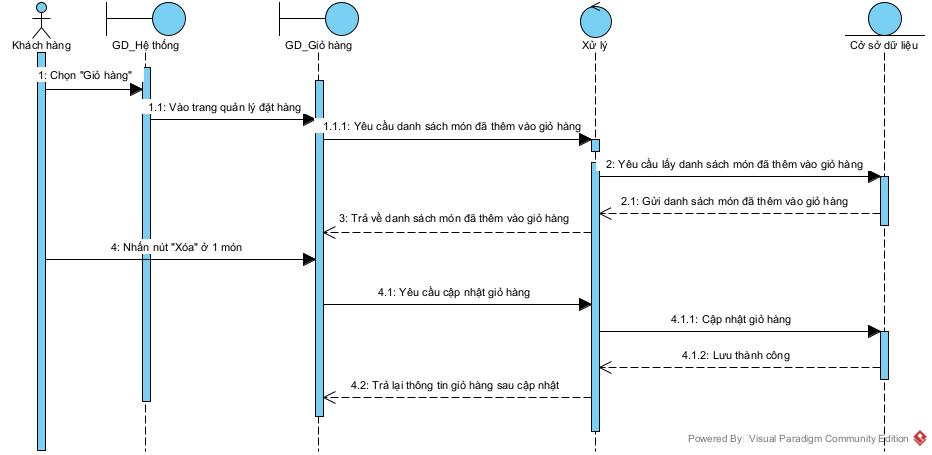 Khách hàng
GD_Hệ thống
GD_Giỏ hàng
Xử lý
Cơ sở dữ liệu
1: Chọn "Giỏ hàng"
1.1: Vào trang quản lý đặt hàng
1.1.1: Yêu cầu danh sách món đã thêm vào giỏ hàng
2: Yêu cầu lấy danh sách món đã thêm vào giỏ hàng
2.1: Gửi danh sách món đã thêm vào giỏ hàng
3: Trả về danh sách món đã thêm vào giỏ hàng
4: Nhấn nút "Xóa" ở 1 món
4.1: Yêu cầu cập nhật giỏ hàng
4.1.1: Cập nhật giỏ hàng
4.1.2: Lưu thành công
4.2: Trả lại thông tin giỏ hàng sau cập nhật
Powered By Visual Paradigm Community Edition